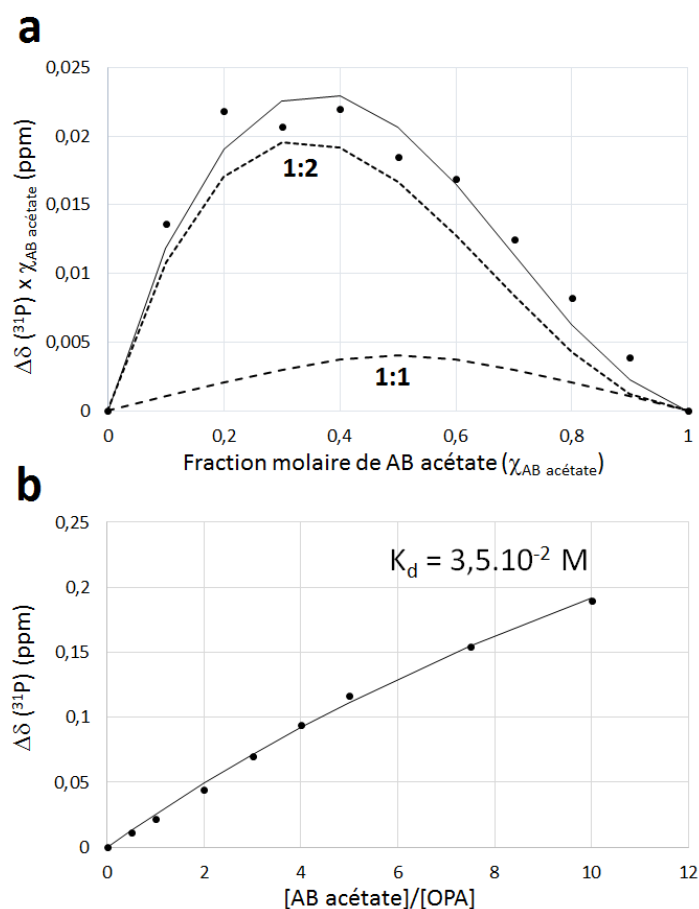 a
0,025
0,02
0,015
0,01
0,005
0
Δδ (³¹P) x χAB acétate (ppm)
1:2
1:1
0 0,2 0,4 0,6 0,8 1
Fraction molaire de AB acétate (χAB acétate)
b
0,25
0,2
0,15
0,1
0,05
0
Δδ (³¹P) (ppm)
Kd = 3,5.10⁻² M
0 2 4 6 8 10 12
[AB acétate]/[OPA]